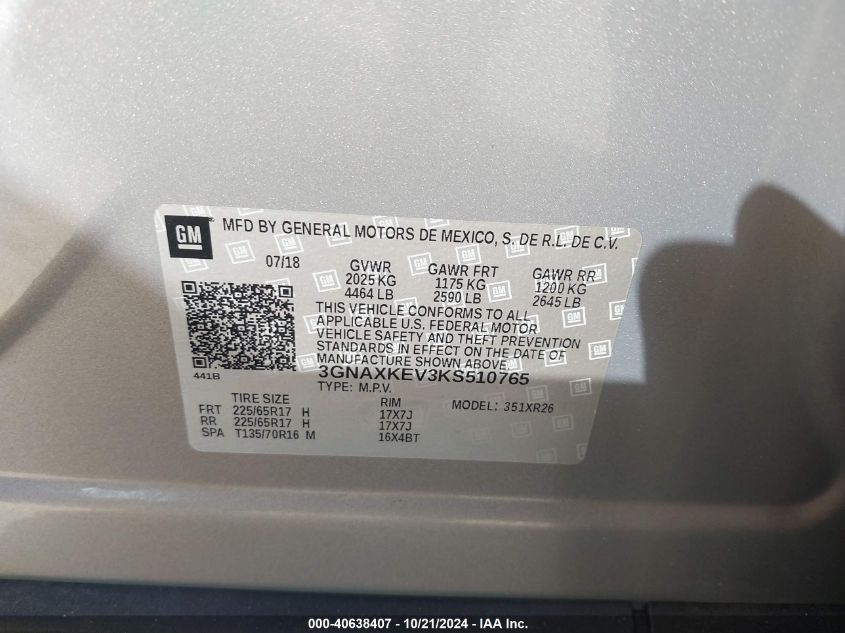 GM
MFD BY GENERAL MOTORS DE MEXICO, S. DE R.L. DE C.V.
07/18 GVWR GAWR FRT GAWR RR
2025 KG 1175 KG 1200 KG
4464 LB 2590 LB 2645 LB
THIS VEHICLE CONFORMS TO ALL
APPLICABLE U.S. FEDERAL MOTOR
VEHICLE SAFETY AND THEFT PREVENTION
STANDARDS IN EFFECT ON THE DATE OF
MANUFACTURE SHOWN ABOVE.
441B 3GNAXKEV3KS510765
TYPE: M.P.V.
TIRE SIZE RIM MODEL: 351XR26
FRT 225/65R17 H 17X7J
RR 225/65R17 H 17X7J
SPA T135/70R16 M 16X4BT
000-40638407 - 10/21/2024 - IAA Inc.